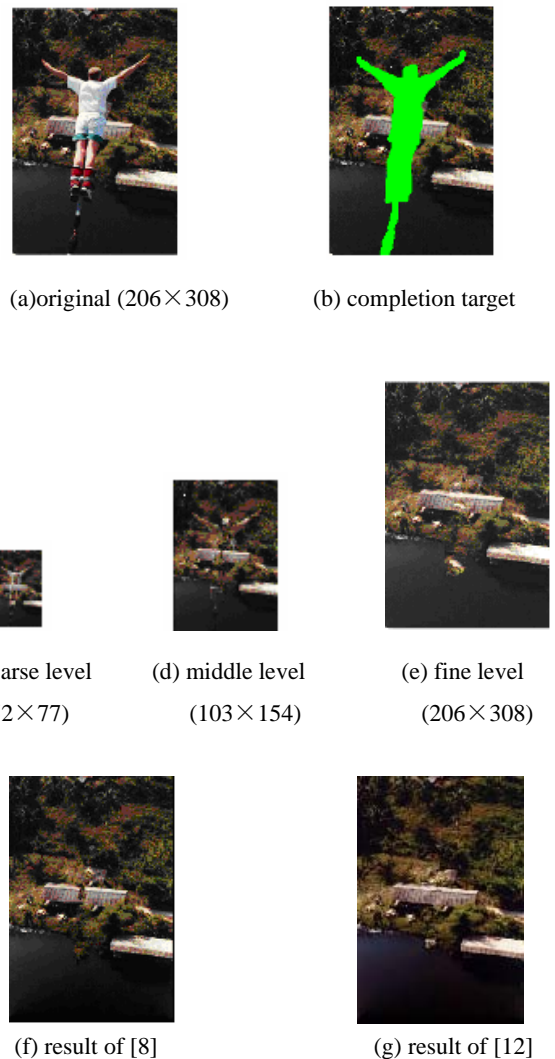 (a)original (206×308) (b) completion target
arse level (d) middle level (e) fine level
2×77) (103×154) (206×308)
(f) result of [8] (g) result of [12]